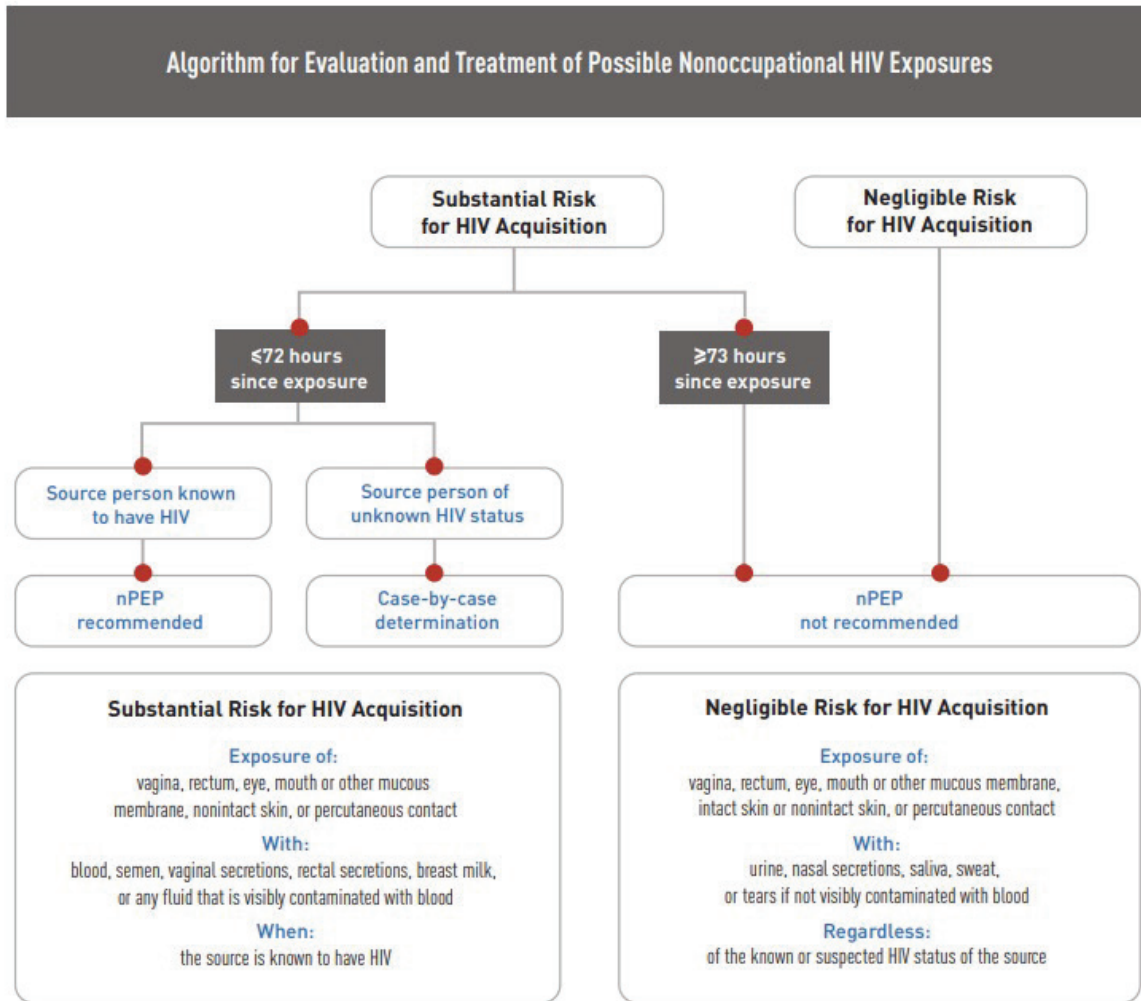 Algorithm for Evaluation and Treatment of Possible Nonoccupational HIV Exposures
Substantial Risk
for HIV Acquisition
Negligible Risk
for HIV Acquisition
≤72 hours
since exposure
≥73 hours
since exposure
Source person known
to have HIV
Source person of
unknown HIV status
nPEP
recommended
Case-by-case
determination
nPEP
not recommended
Substantial Risk for HIV Acquisition
Exposure of:
vagina, rectum, eye, mouth or other mucous
membrane, nonintact skin, or percutaneous contact
With:
blood, semen, vaginal secretions, rectal secretions, breast milk,
or any fluid that is visibly contaminated with blood
When:
the source is known to have HIV
Negligible Risk for HIV Acquisition
Exposure of:
vagina, rectum, eye, mouth or other mucous membrane,
intact skin or nonintact skin, or percutaneous contact
With:
urine, nasal secretions, saliva, sweat,
or tears if not visibly contaminated with blood
Regardless:
of the known or suspected HIV status of the source